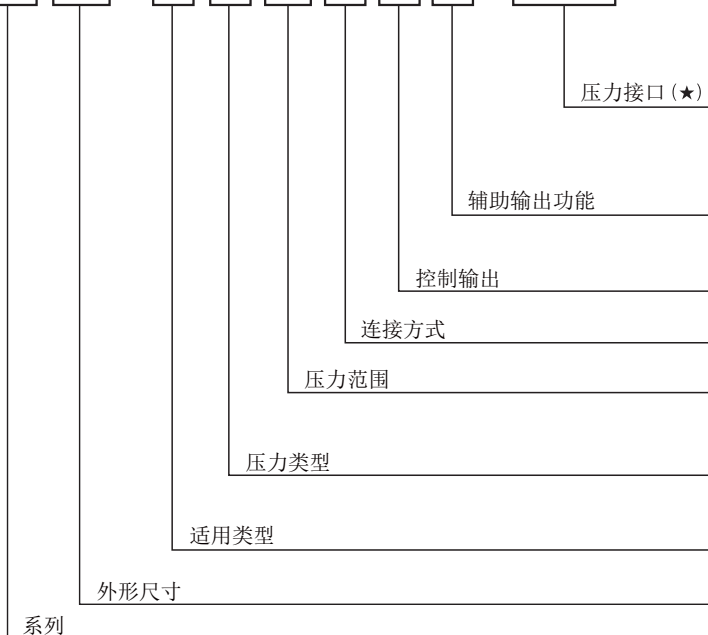 压力接口(★)
辅助输出功能
控制输出
连接方式
压力范围
压力类型
适用类型
外形尺寸
系列